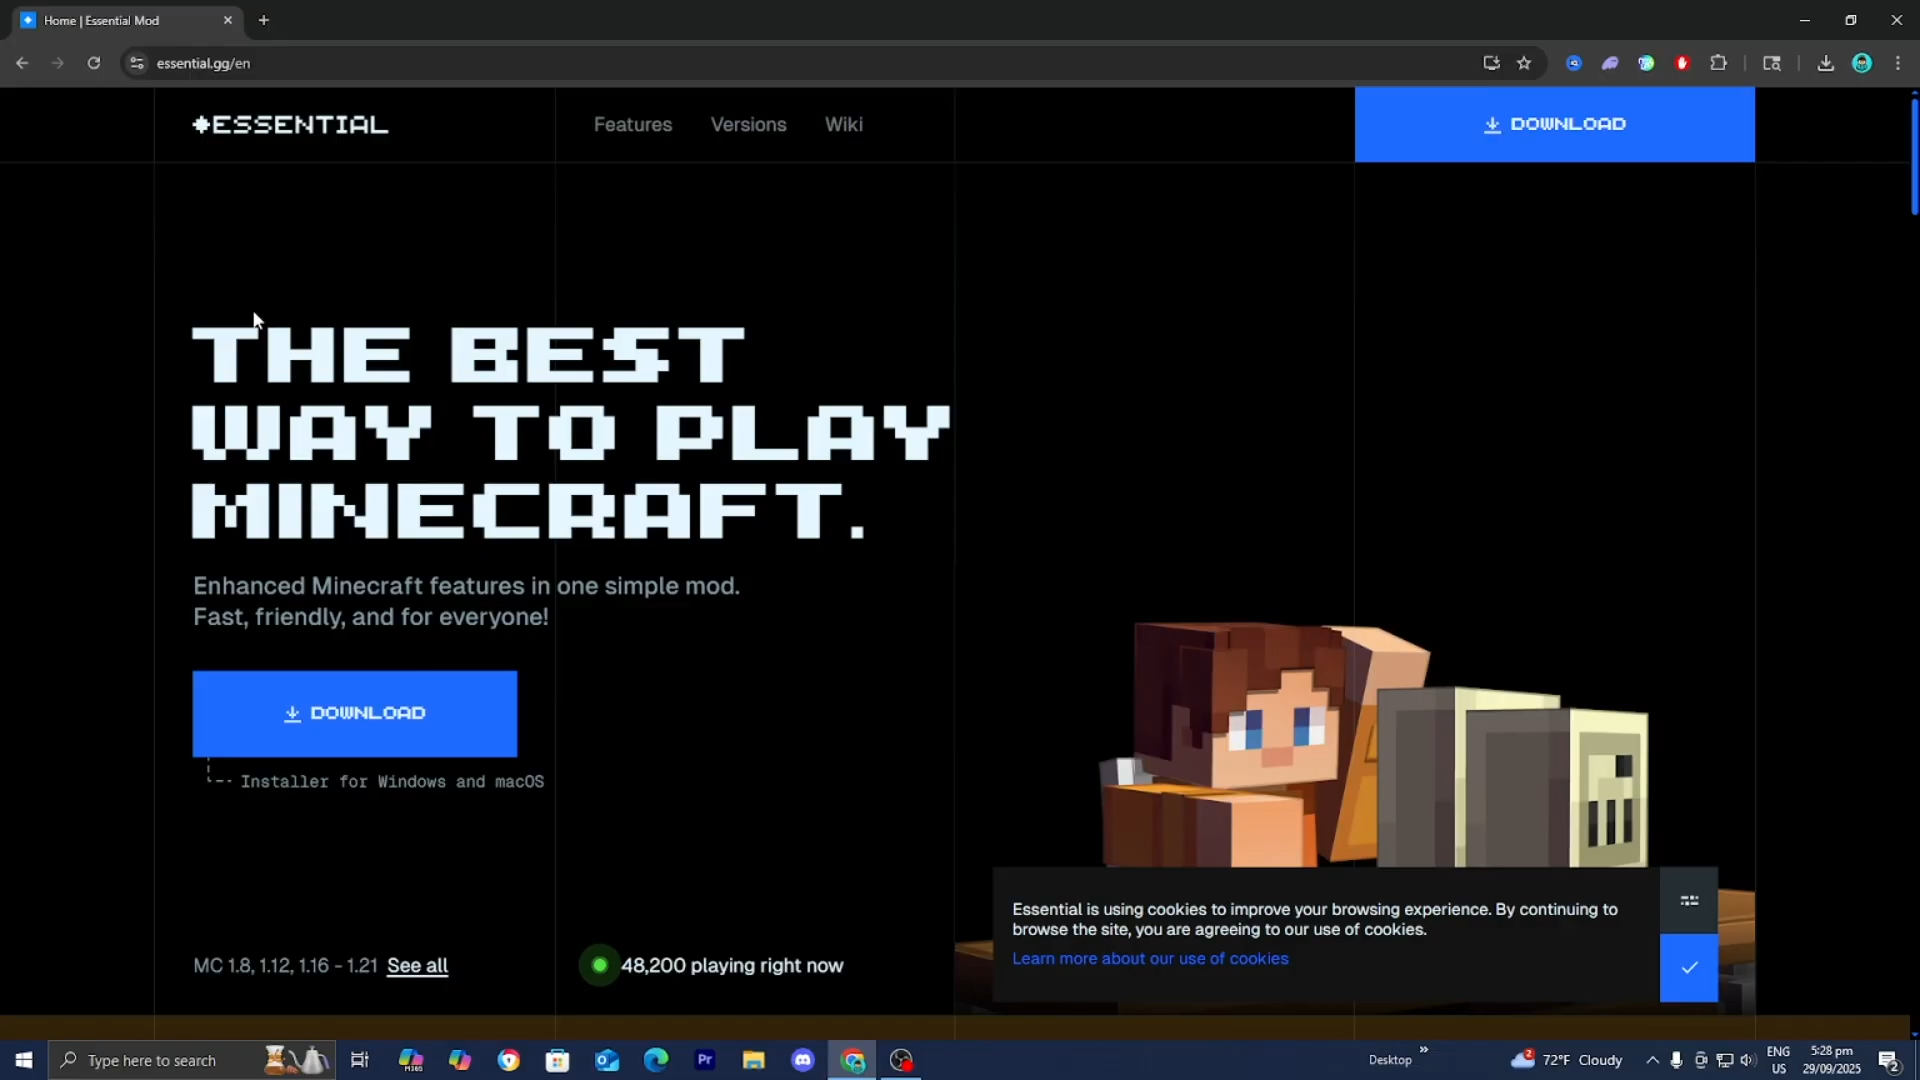 Home | Essential Mod
essential.gg/en
ESSENTIAL
Features
Versions
Wiki
DOWNLOAD
THE BEST
WAY TO PLAY
MINECRAFT.
Enhanced Minecraft features in one simple mod.
Fast, friendly, and for everyone!
DOWNLOAD
Installer for Windows and macOS
MC 1.8, 1.12, 1.16 - 1.21 See all
48,200 playing right now
Essential is using cookies to improve your browsing experience. By continuing to
browse the site, you are agreeing to our use of cookies.
Learn more about our use of cookies
Type here to search
M365
Pr
Desktop
2
72°F Cloudy
ENG
US
5:28 pm
29/09/2025
2